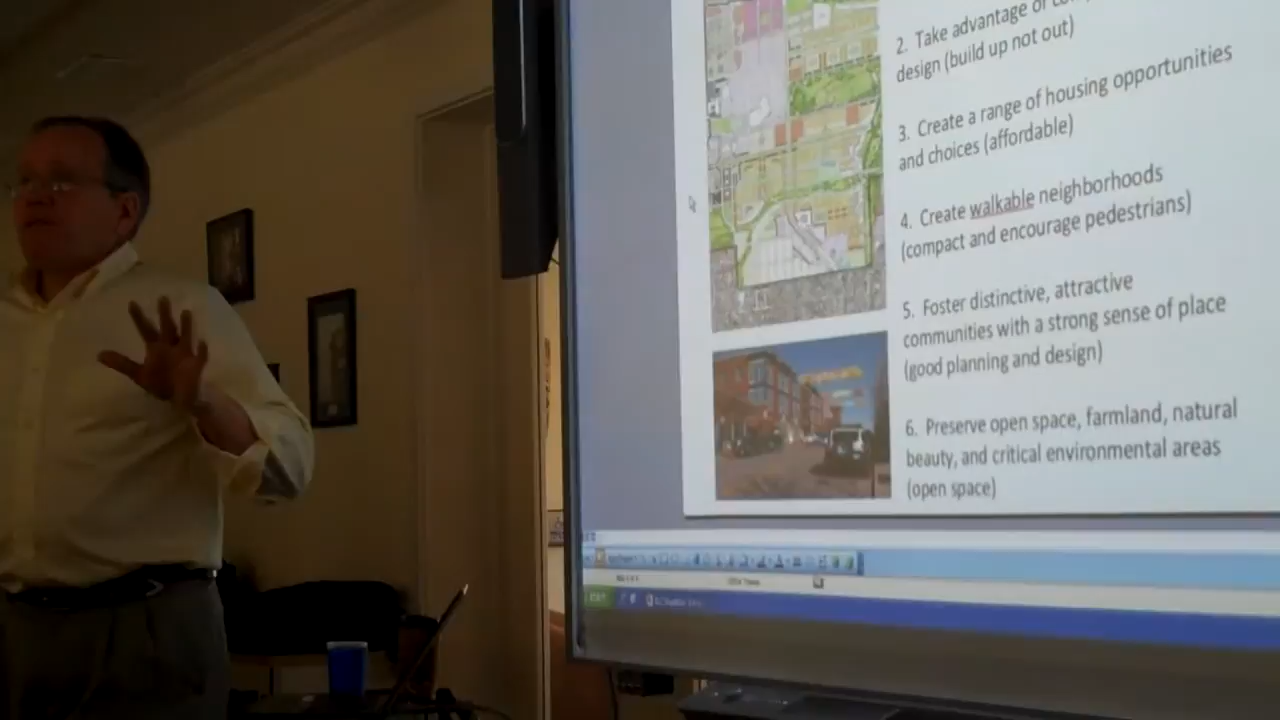 2. Take advantage of
design (build up not out)
3. Create a range of housing opportunities
and choices (affordable)
4. Create walkable neighborhoods
(compact and encourage pedestrians)
5. Foster distinctive, attractive
communities with a strong sense of place
(good planning and design)
6. Preserve open space, farmland, natural
beauty, and critical environmental areas
(open space)